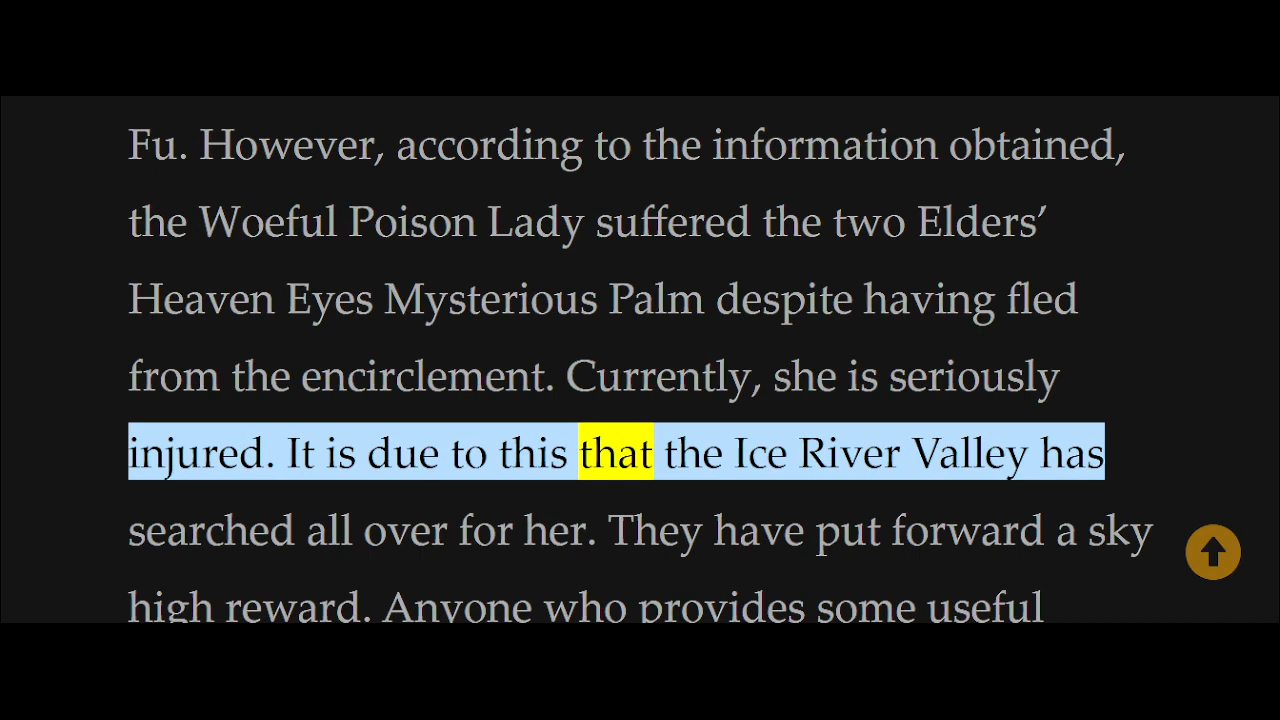 Fu. However, according to the information obtained,
the Woeful Poison Lady suffered the two Elders’
Heaven Eyes Mysterious Palm despite having fled
from the encirclement. Currently, she is seriously
injured. It is due to this that the Ice River Valley has
searched all over for her. They have put forward a sky
high reward. Anyone who provides some useful